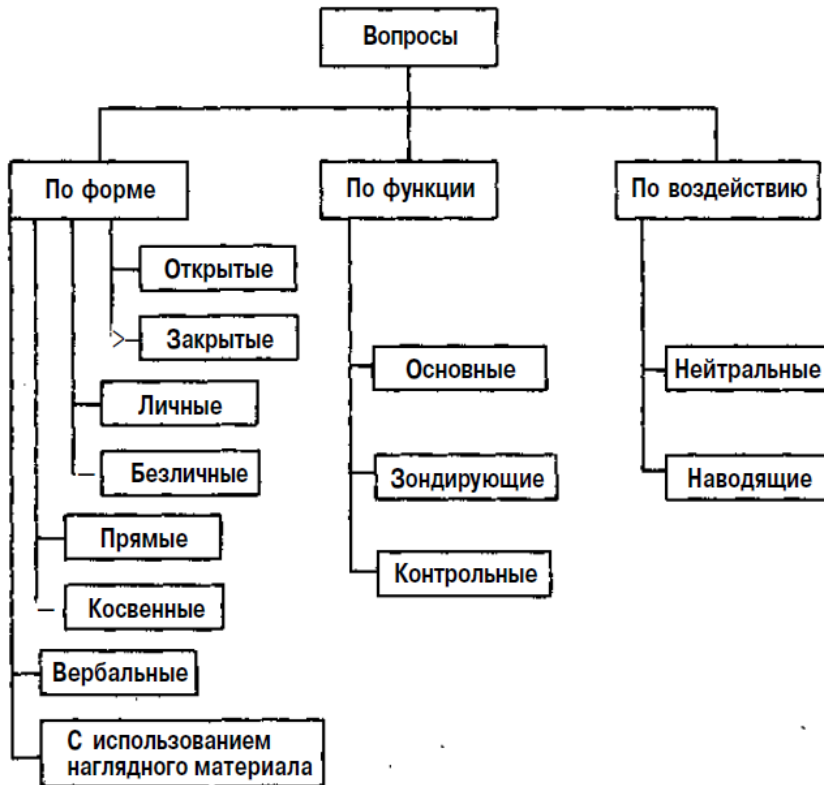 Вопросы
По форме
По функции
По воздействию
Открытые
Закрытые
Личные
Безличные
Прямые
Косвенные
Вербальные
С использованием
наглядного материала
Основные
Зондирующие
Контрольные
Нейтральные
Наводящие